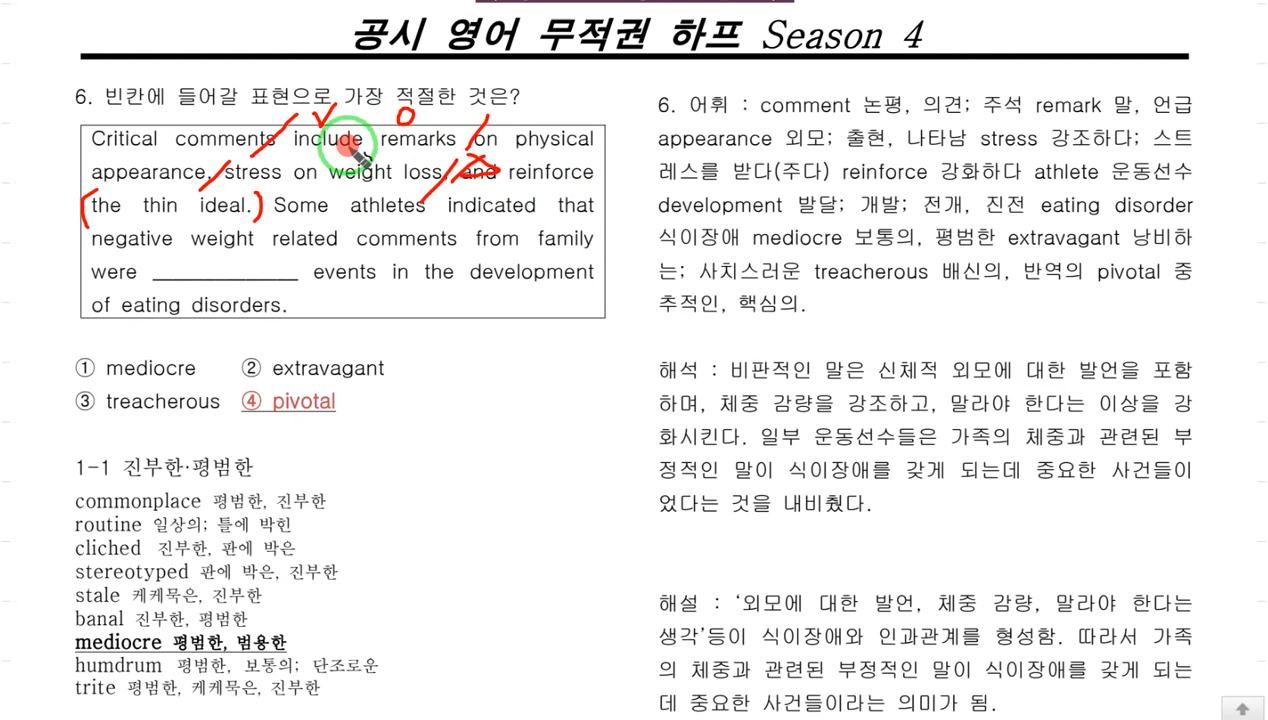 공시 영어 무적권 하프 Season 4
6. 빈칸에 들어갈 표현으로 가장 적절한 것은?
Critical comments include remarks on physical
appearance, stress on weight loss, and reinforce
the thin ideal. Some athletes indicated that
negative weight related comments from family
were ______________ events in the development
of eating disorders.
① mediocre ② extravagant
③ treacherous ④ pivotal
1-1 진부한·평범한
commonplace 평범한, 진부한
routine 일상의; 틀에 박힌
cliched 진부한, 판에 박은
stereotyped 판에 박은, 진부한
stale 케케묵은, 진부한
banal 진부한, 평범한
mediocre 평범한, 범용한
humdrum 평범한, 보통의; 단조로운
trite 평범한, 케케묵은, 진부한
6. 어휘 : comment 논평, 의견; 주석 remark 말, 언급
appearance 외모; 출현, 나타남 stress 강조하다; 스트
레스를 받다(주다) reinforce 강화하다 athlete 운동선수
development 발달; 개발; 전개, 진전 eating disorder
식이장애 mediocre 보통의, 평범한 extravagant 낭비하
는; 사치스러운 treacherous 배신의, 반역의 pivotal 중
추적인, 핵심의.
해석 : 비판적인 말은 신체적 외모에 대한 발언을 포함
하며, 체중 감량을 강조하고, 말라야 한다는 이상을 강
화시킨다. 일부 운동선수들은 가족의 체중과 관련된 부
정적인 말이 식이장애를 갖게 되는데 중요한 사건들이
었다는 것을 내비췄다.
해설 : ‘외모에 대한 발언, 체중 감량, 말라야 한다는
생각’등이 식이장애와 인과관계를 형성함. 따라서 가족
의 체중과 관련된 부정적인 말이 식이장애를 갖게 되는
데 중요한 사건들이라는 의미가 됨.